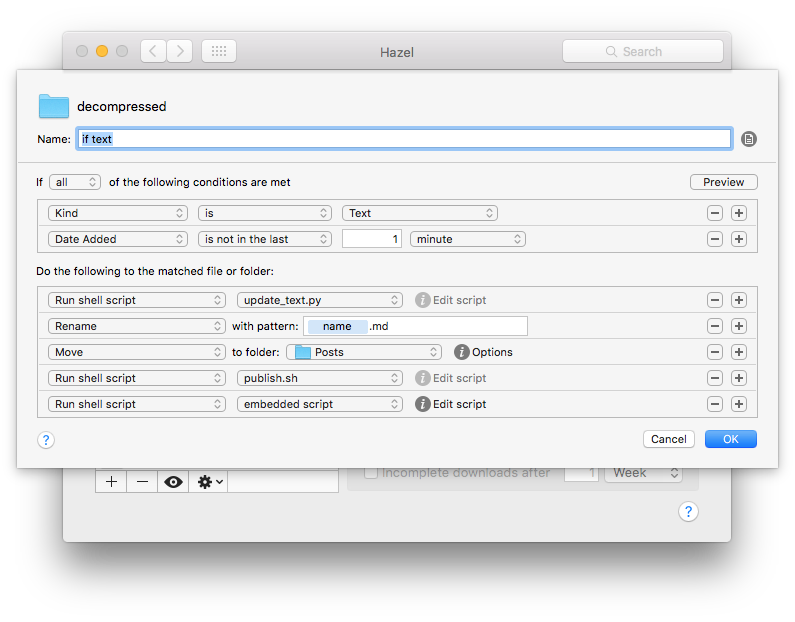 Hazel
Search
decompressed
Name: if text
If all of the following conditions are met
Preview
Kind is Text
Date Added is not in the last 1 minute
Do the following to the matched file or folder:
Run shell script update_text.py i Edit script
Rename with pattern: name .md
Move to folder: Posts i Options
Run shell script publish.sh i Edit script
Run shell script embedded script i Edit script
? Cancel OK
Incomplete downloads after 1 Week
?